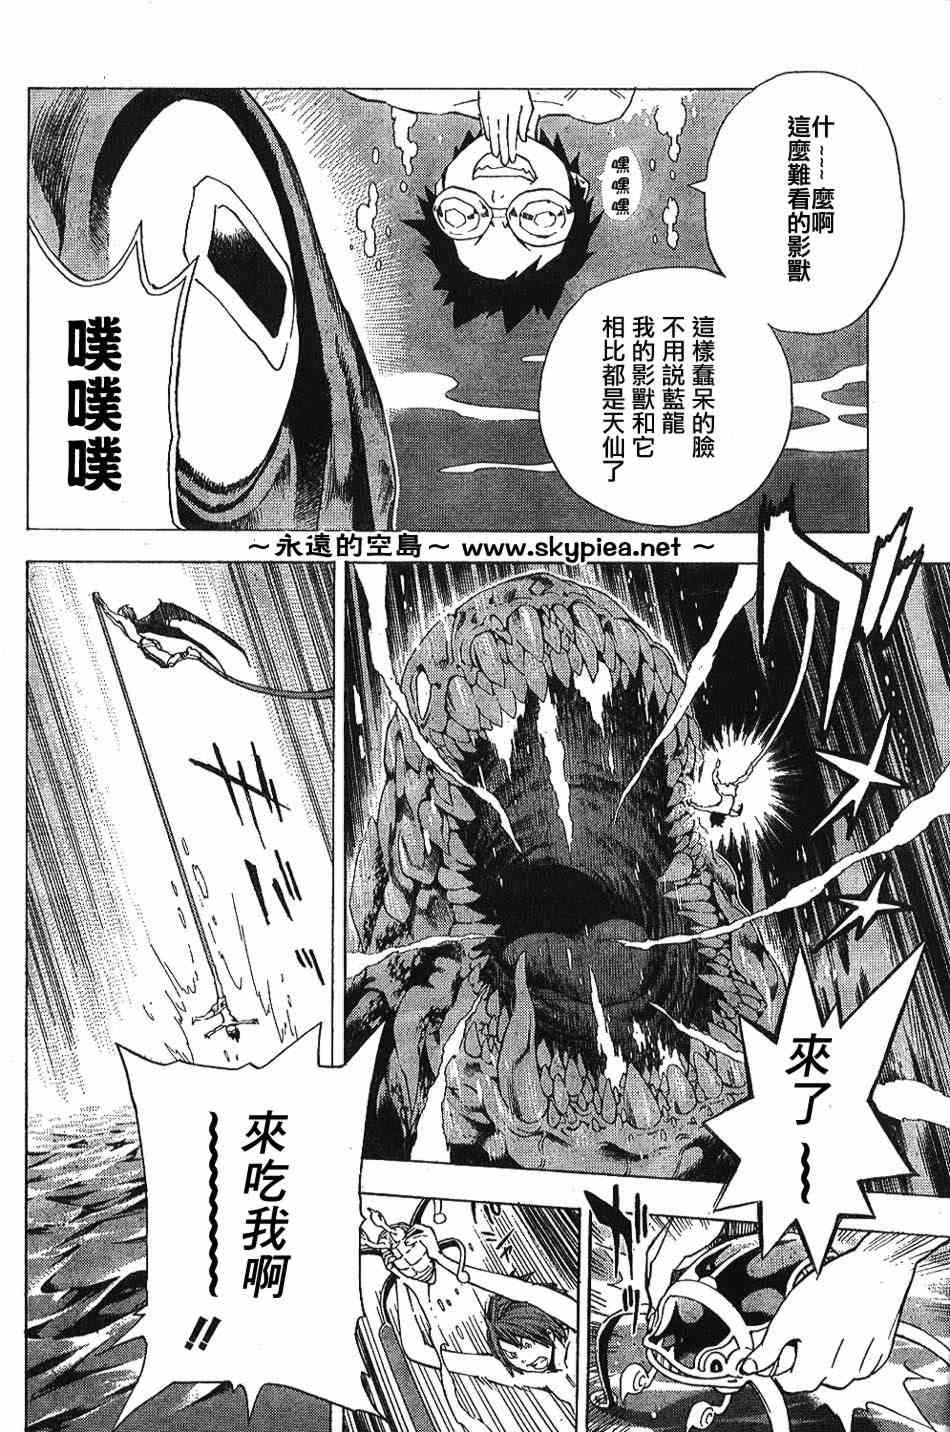 什~~~麼啊
這麼難看的影獸
嘿嘿嘿
這樣蠢呆的臉
不用説藍龍
我的影獸和它
相比都是天仙了
噗噗噗
～永遠的空島～ www.skypiea.net ～
來了～
來吃我啊～～～!!